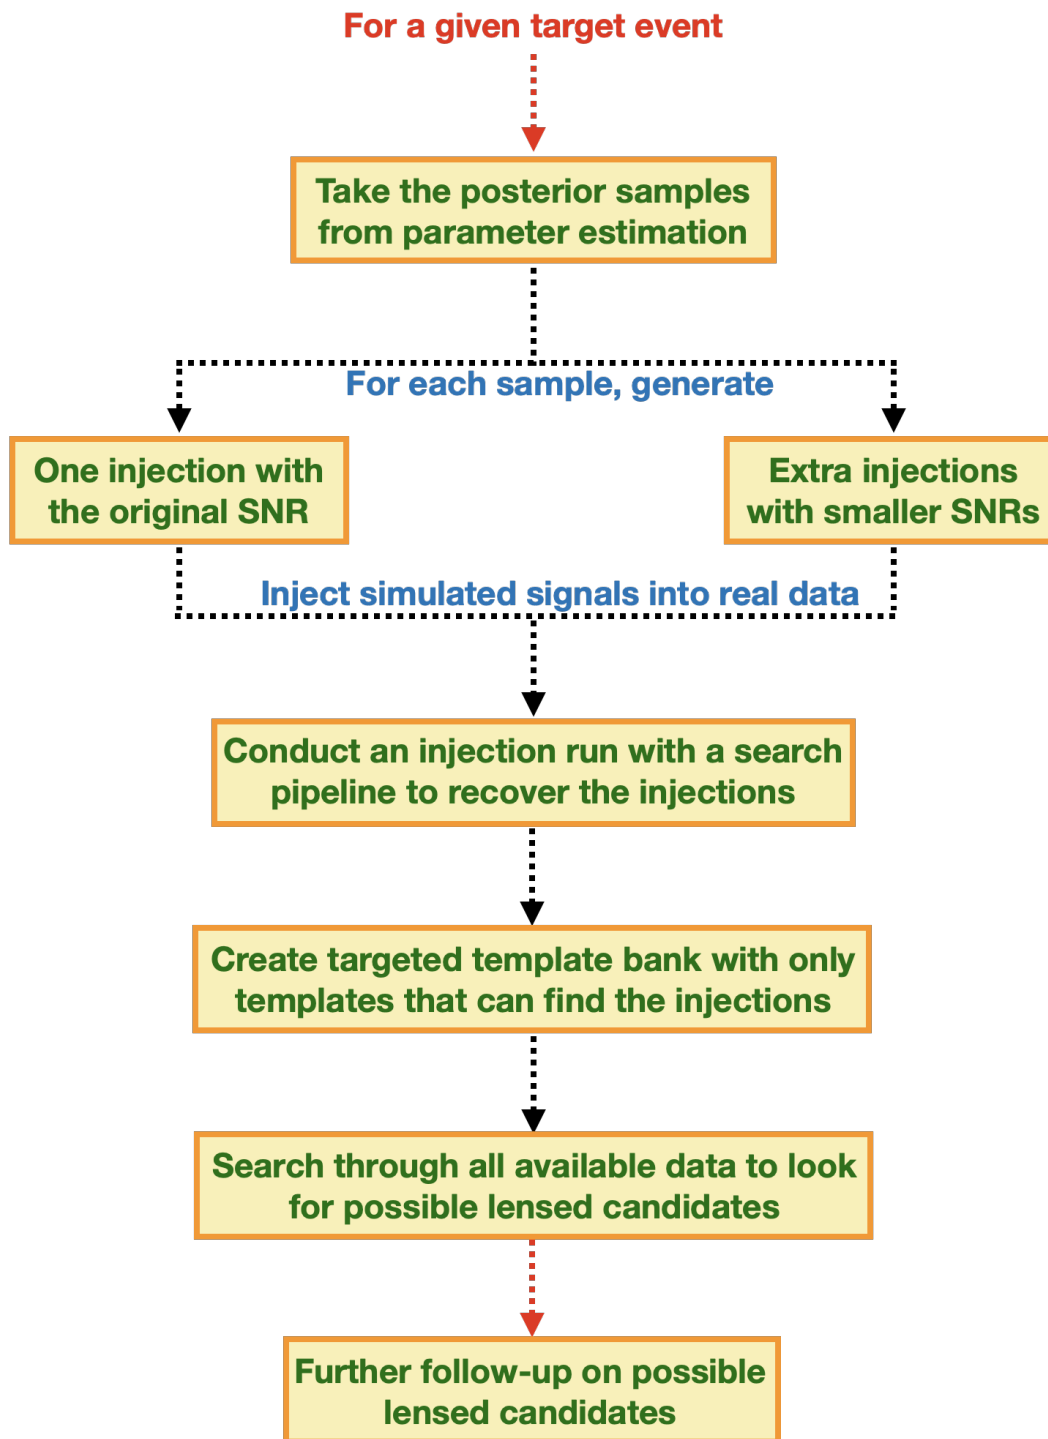 For a given target event
Take the posterior samples
from parameter estimation
For each sample, generate
One injection with
the original SNR
Extra injections
with smaller SNRs
Inject simulated signals into real data
Conduct an injection run with a search
pipeline to recover the injections
Create targeted template bank with only
templates that can find the injections
Search through all available data to look
for possible lensed candidates
Further follow-up on possible
lensed candidates